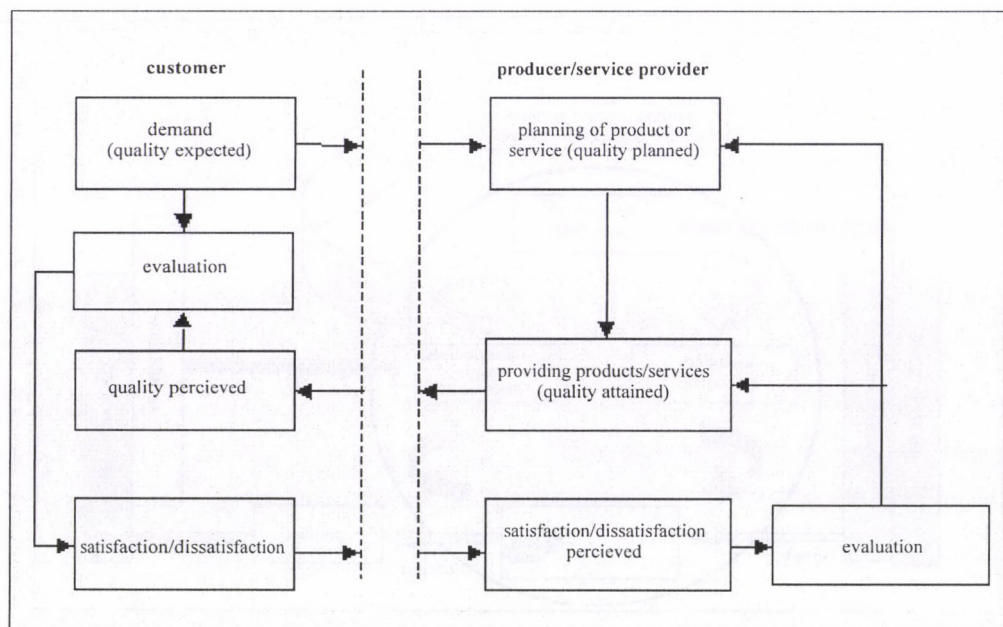 customer
producer/service provider
demand
(quality expected)
planning of product or
service (quality planned)
evaluation
quality percieved
providing products/services
(quality attained)
satisfaction/dissatisfaction
satisfaction/dissatisfaction
percieved
evaluation